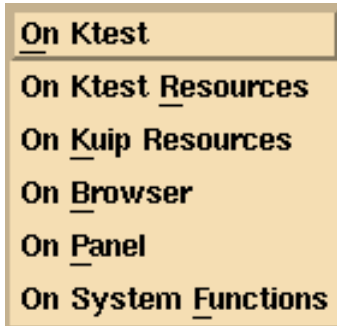 On Ktest
On Ktest Resources
On Kuip Resources
On Browser
On Panel
On System Functions